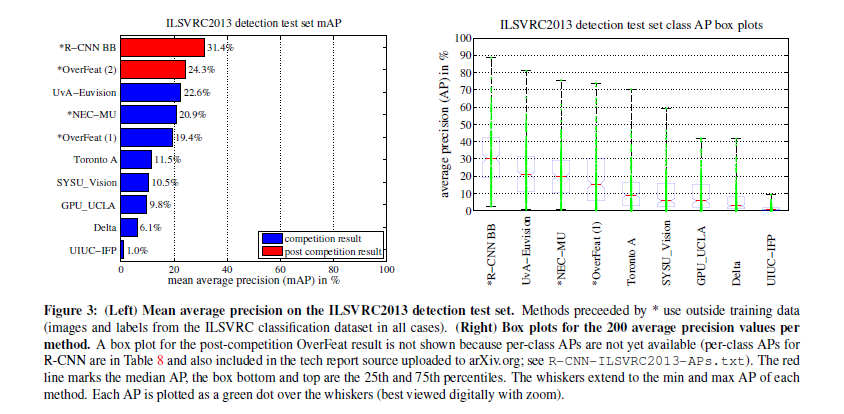 ILSVRC2013 detection test set mAP
*R−CNN BB
31.4%
*OverFeat (2)
24.3%
UvA−Euvision
22.6%
*NEC−MU
20.9%
*OverFeat (1)
19.4%
Toronto A
11.5%
SYSU_Vision
10.5%
GPU_UCLA
9.8%
Delta
6.1%
UIUC−IFP
1.0%
competition result
post competition result
0 20 40 60 80 100
mean average precision (mAP) in %
ILSVRC2013 detection test set class AP box plots
average precision (AP) in %
100
90
80
70
60
50
40
30
20
10
0
*R−CNN BB
UvA−Euvision
*NEC−MU
*OverFeat (1)
Toronto A
SYSU_Vision
GPU_UCLA
Delta
UIUC−IFP
Figure 3: (Left) Mean average precision on the ILSVRC2013 detection test set. Methods preceeded by * use outside training data
(images and labels from the ILSVRC classification dataset in all cases). (Right) Box plots for the 200 average precision values per
method. A box plot for the post-competition OverFeat result is not shown because per-class APs are not yet available (per-class APs for
R-CNN are in Table 8 and also included in the tech report source uploaded to arXiv.org; see R-CNN-ILSVRC2013-APs.txt). The red
line marks the median AP, the box bottom and top are the 25th and 75th percentiles. The whiskers extend to the min and max AP of each
method. Each AP is plotted as a green dot over the whiskers (best viewed digitally with zoom).